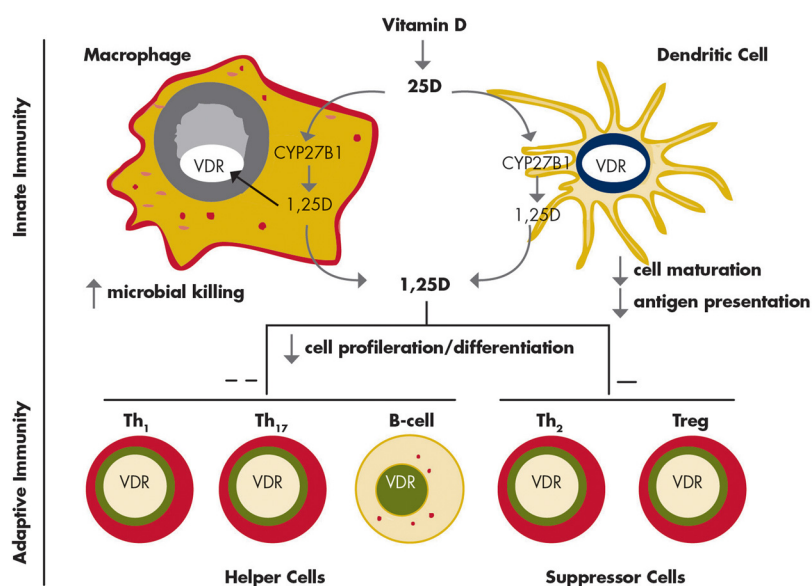 Vitamin D
Macrophage
Dendritic Cell
25D
CYP27B1
CYP27B1
VDR
VDR
1,25D
1,25D
1,25D
microbial killing
cell maturation
antigen presentation
cell profileration/differentiation
– –
–
Th₁
Th₁₇
B-cell
Th₂
Treg
VDR
VDR
VDR
VDR
VDR
Helper Cells
Suppressor Cells
Innate Immunity
Adaptive Immunity